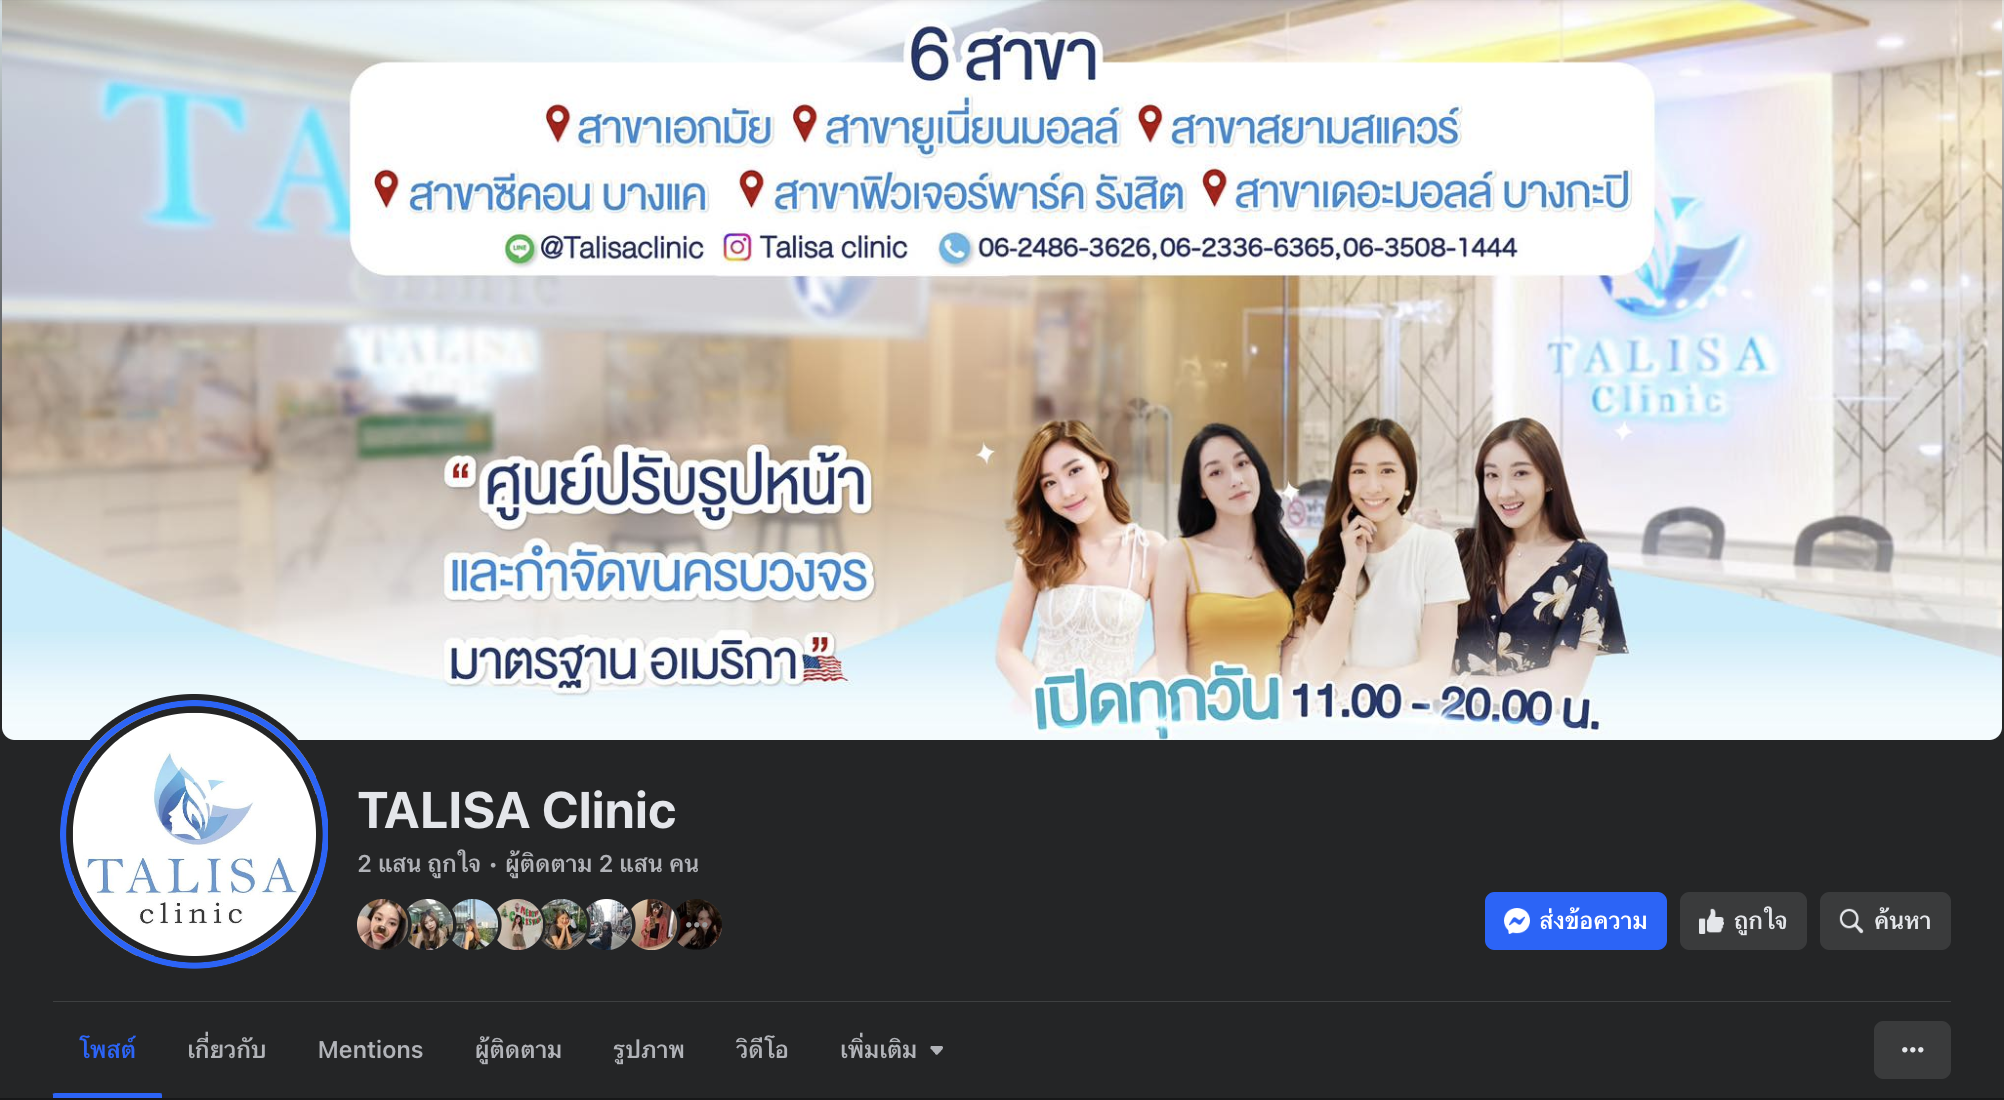 6 สาขา
สาขาเอกมัย สาขายูเนี่ยนมอลล์ สาขาสยามสแควร์
สาขาซีคอน บางแค สาขาฟิวเจอร์พาร์ค รังสิต สาขาเดอะมอลล์ บางกะปิ
LINE @Talisaclinic Talisa clinic 06-2486-3626,06-2336-6365,06-3508-1444
TALISA
TALISA
Clinic
“ ศูนย์ปรับรูปหน้า
และกำจัดขนครบวงจร
มาตรฐาน อเมริกา ”
เปิดทุกวัน 11.00 - 20.00 น.
TALISA
clinic
TALISA Clinic
2 แสน ถูกใจ • ผู้ติดตาม 2 แสน คน
ส่งข้อความ ถูกใจ ค้นหา
โพสต์ เกี่ยวกับ Mentions ผู้ติดตาม รูปภาพ วิดีโอ เพิ่มเติม